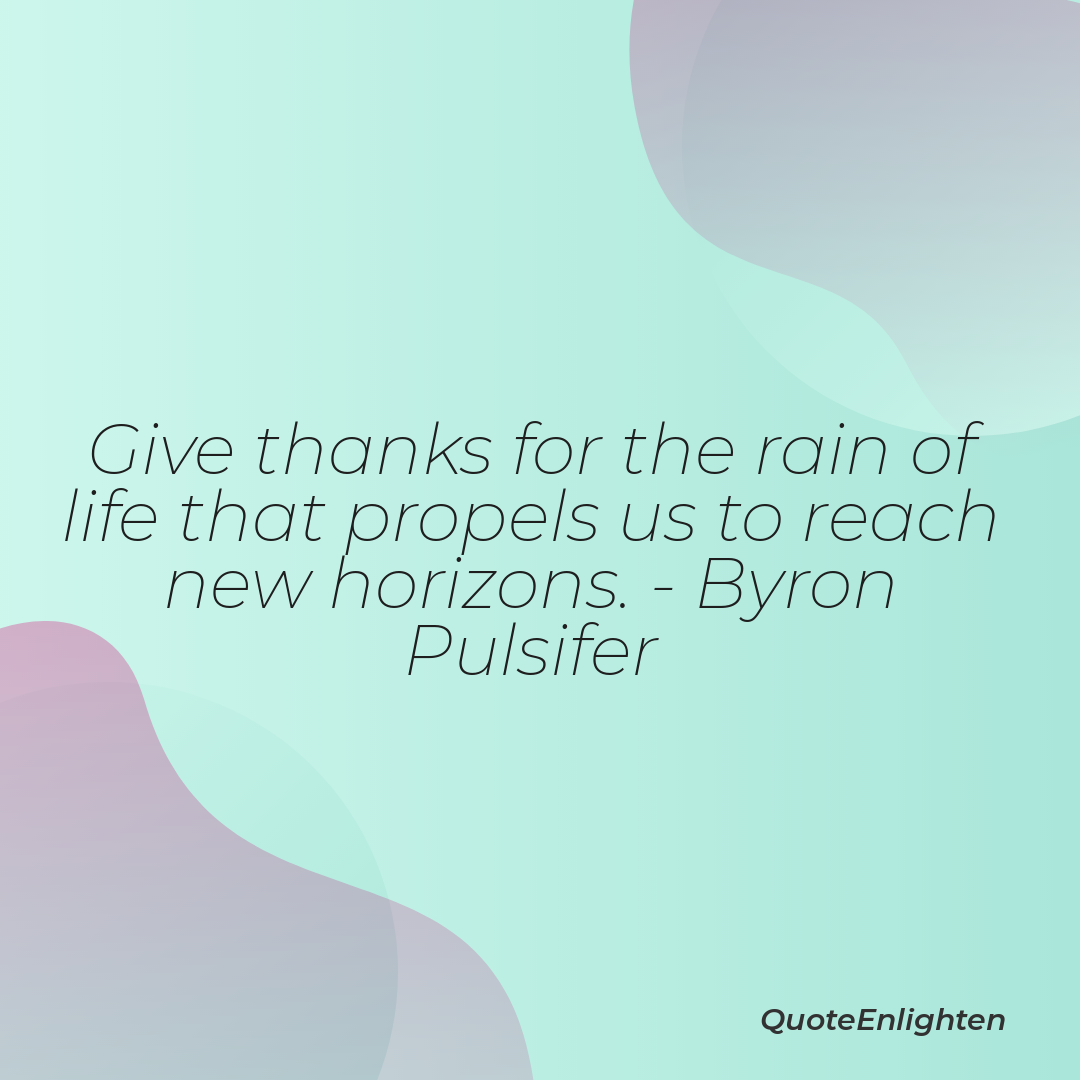 Give thanks for the rain of
life that propels us to reach
new horizons. - Byron
Pulsifer
QuoteEnlighten